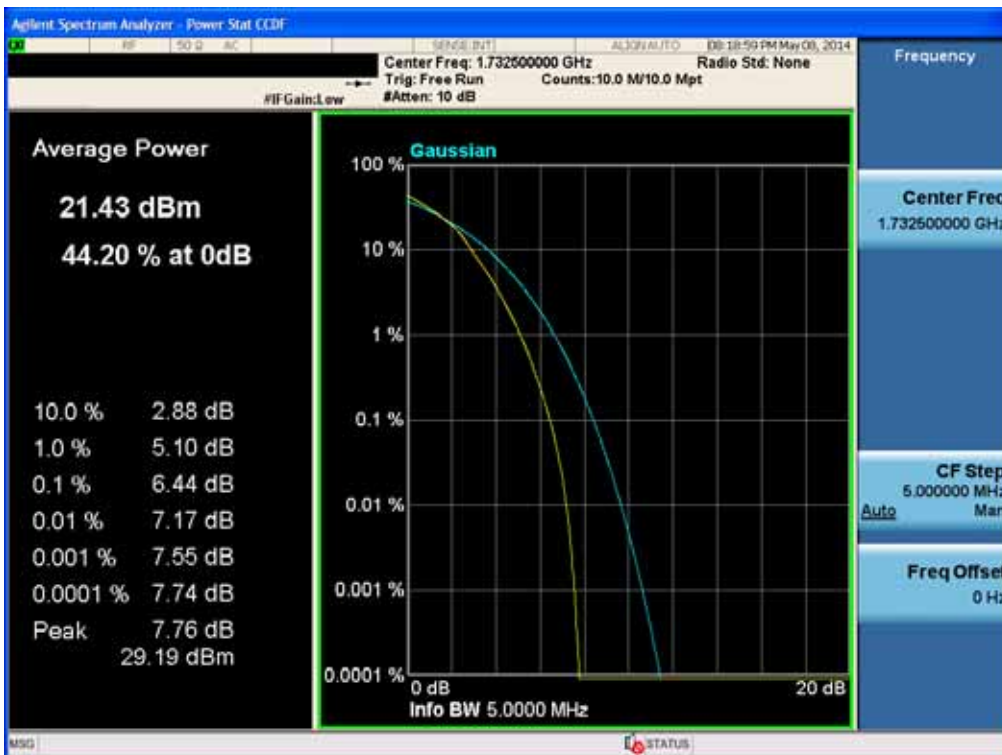 Agilent Spectrum Analyzer - Power Stat CCDF
RF 50 Ω AC SENSE:INT ALIGN AUTO 08:18:59 PM May 08, 2014
Center Freq: 1.732500000 GHz Radio Std: None
Trig: Free Run Counts:10.0 M/10.0 Mpt
#IFGain:Low #Atten: 10 dB
Frequency
Average Power
21.43 dBm
44.20 % at 0dB
10.0 % 2.88 dB
1.0 % 5.10 dB
0.1 % 6.44 dB
0.01 % 7.17 dB
0.001 % 7.55 dB
0.0001 % 7.74 dB
Peak 7.76 dB
29.19 dBm
Gaussian
100 %
10 %
1 %
0.1 %
0.01 %
0.001 %
0.0001 %
0 dB 20 dB
Info BW 5.0000 MHz
Center Freq
1.732500000 GHz
CF Step
5.000000 MHz
Auto Man
Freq Offset
0 Hz
MSG STATUS